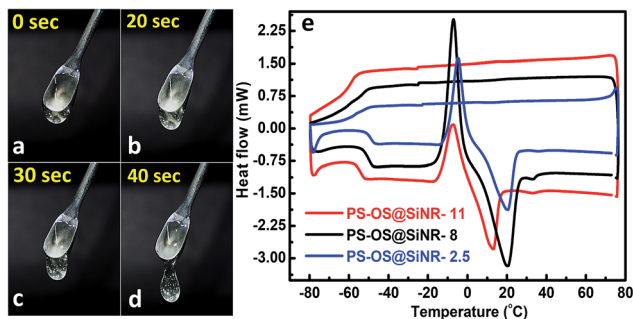 0 sec
20 sec
a
b
30 sec
40 sec
c
d
e
Heat flow (mW)
2.25
1.50
0.75
0.00
-0.75
-1.50
-2.25
-3.00
PS-OS@SiNR- 11
PS-OS@SiNR- 8
PS-OS@SiNR- 2.5
-80 -60 -40 -20 0 20 40 60 80
Temperature (°C)